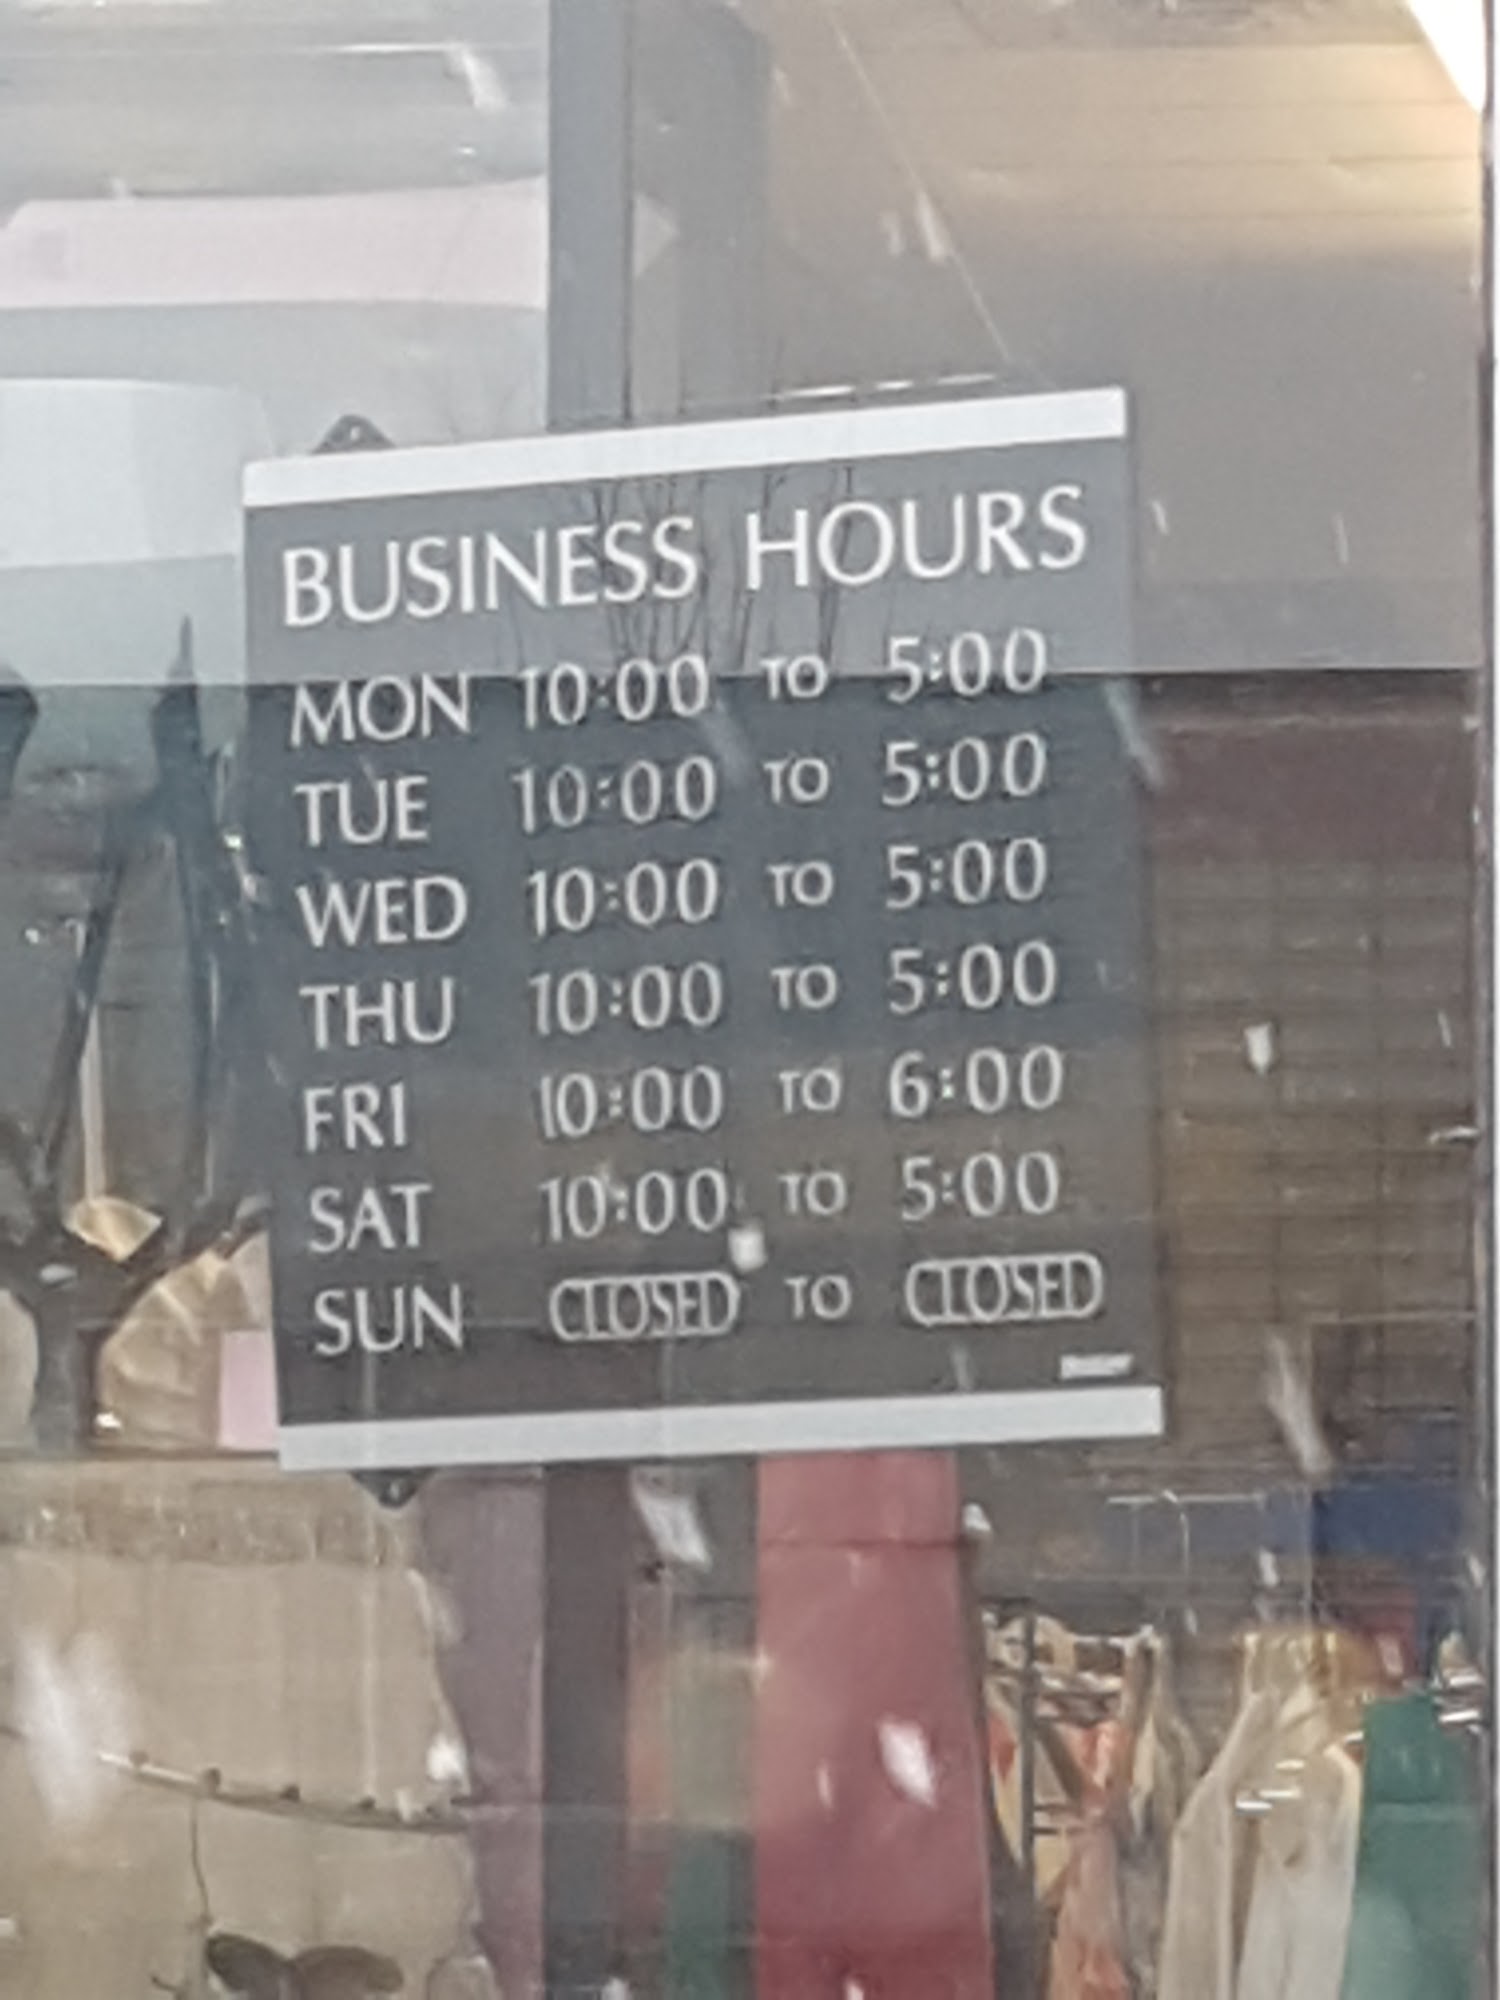 BUSINESS HOURS
MON 10:00 TO 5:00
TUE 10:00 TO 5:00
WED 10:00 TO 5:00
THU 10:00 TO 5:00
FRI 10:00 TO 6:00
SAT 10:00 TO 5:00
SUN CLOSED TO CLOSED